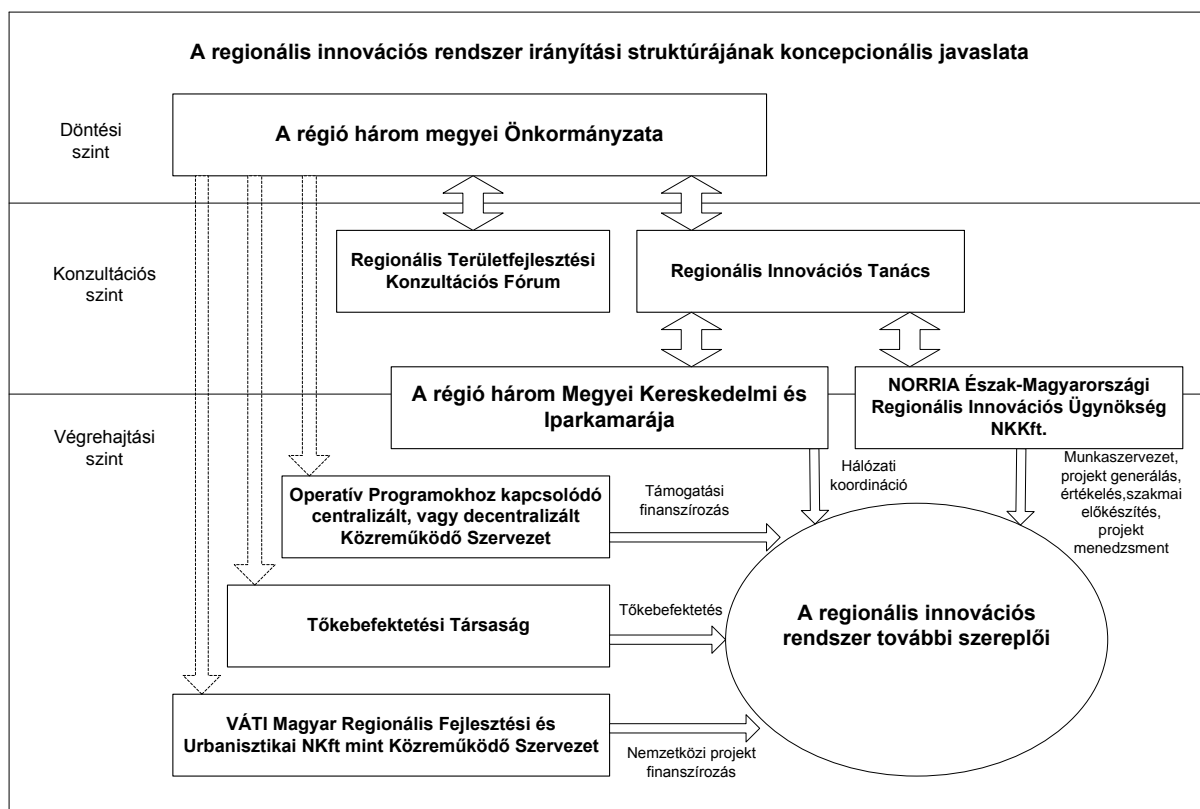 A regionális innovációs rendszer irányítási struktúrájának koncepcionális javaslata
Döntési
szint
A régió három megyei Önkormányzata
Konzultációs
szint
Regionális Területfejlesztési
Konzultációs Fórum
Regionális Innovációs Tanács
Végrehajtási
szint
A régió három Megyei Kereskedelmi és
Iparkamarája
NORRIA Észak-Magyarországi
Regionális Innovációs Ügynökség
NKKft.
Hálózati
koordináció
Munkaszervezet,
projekt generálás,
értékelés,szakmai
előkészítés,
projekt
menedzsment
Operatív Programokhoz kapcsolódó
centralizált, vagy decentralizált
Közreműködő Szervezet
Támogatási
finanszírozás
Tőkebefektetési Társaság
Tőkebefektetés
A regionális innovációs
rendszer további szereplői
VÁTI Magyar Regionális Fejlesztési és
Urbanisztikai NKft mint Közreműködő Szervezet
Nemzetközi projekt
finanszírozás